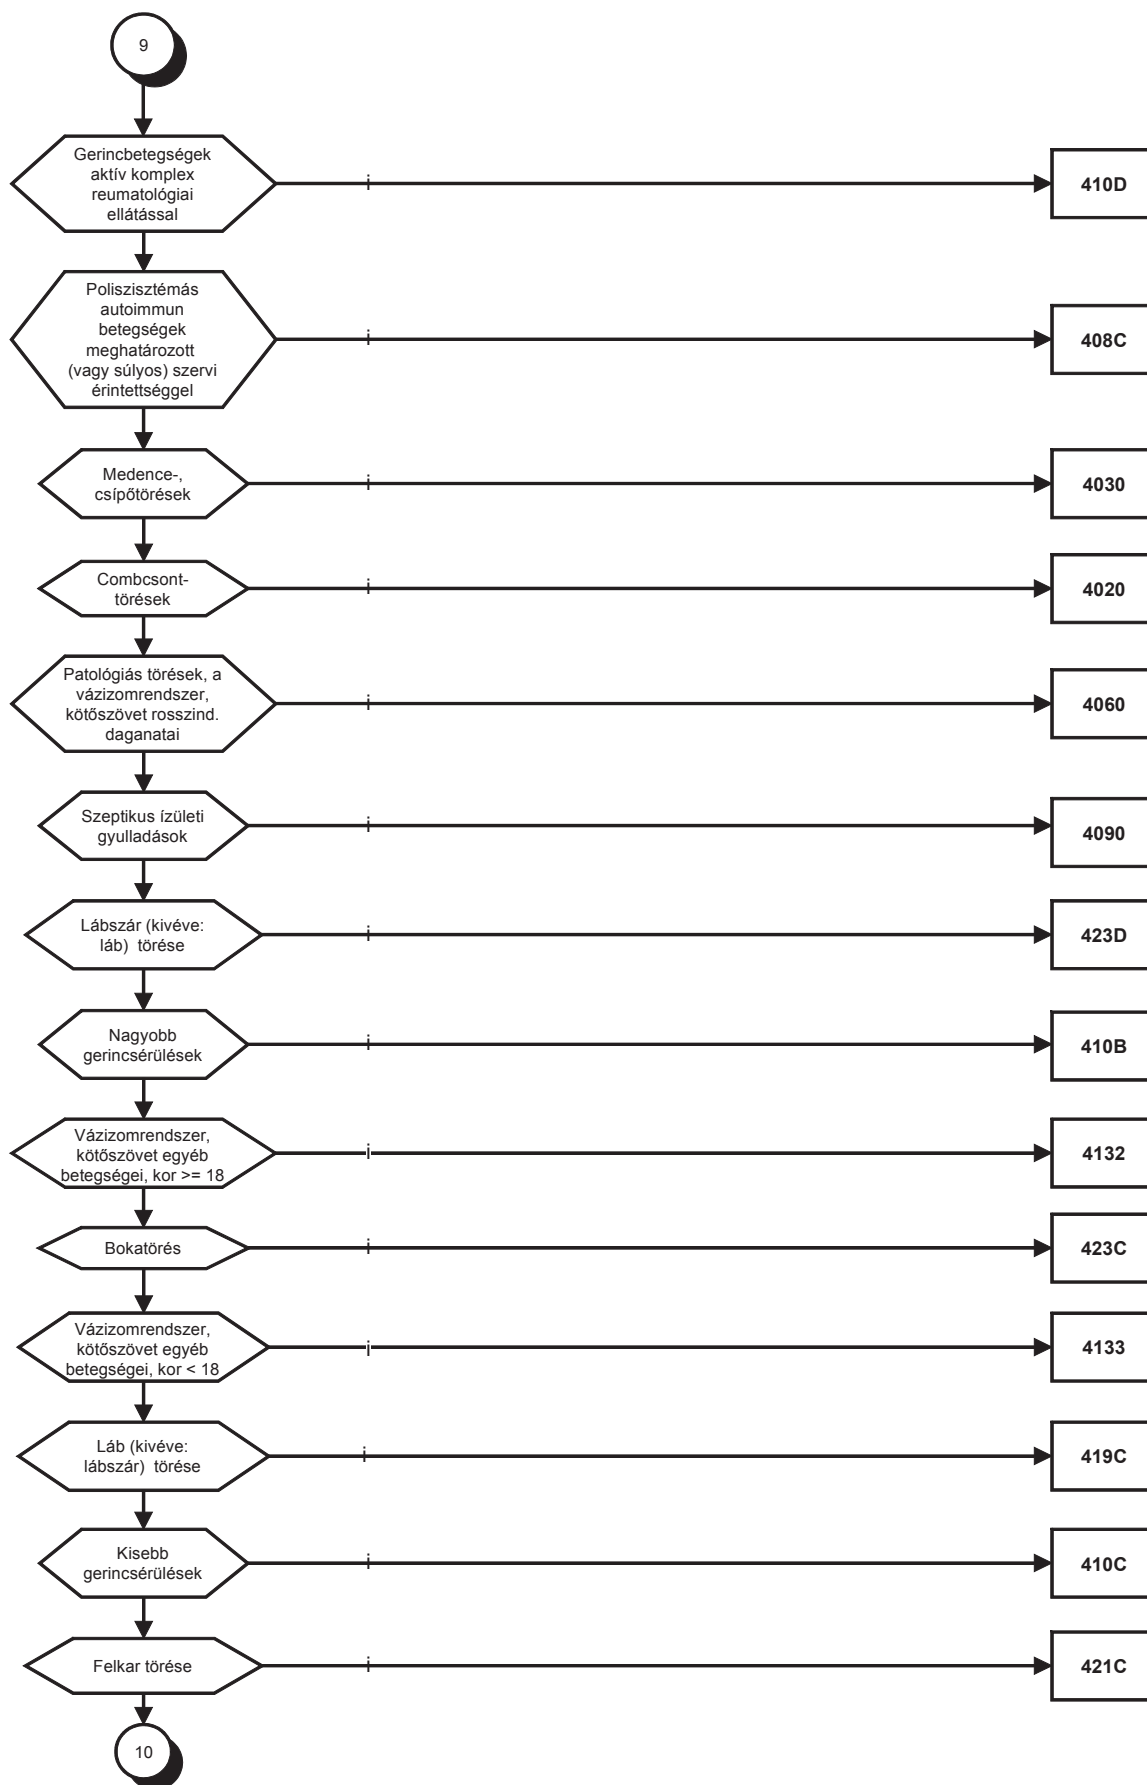 9
Gerincbetegségek
aktív komplex
reumatológiai
ellátással
i
410D
Poliszisztémás
autoimmun
betegségek
meghatározott
(vagy súlyos) szervi
érintettséggel
i
408C
Medence-,
csípőtörések
i
4030
Combcsont-
törések
i
4020
Patológiás törések, a
vázizomrendszer,
kötőszövet rosszind.
daganatai
i
4060
Szeptikus ízületi
gyulladások
i
4090
Lábszár (kivéve:
láb) törése
i
423D
Nagyobb
gerincsérülések
i
410B
Vázizomrendszer,
kötőszövet egyéb
betegségei, kor >= 18
i
4132
Bokatörés
i
423C
Vázizomrendszer,
kötőszövet egyéb
betegségei, kor < 18
i
4133
Láb (kivéve:
lábszár) törése
i
419C
Kisebb
gerincsérülések
i
410C
Felkar törése
i
421C
10